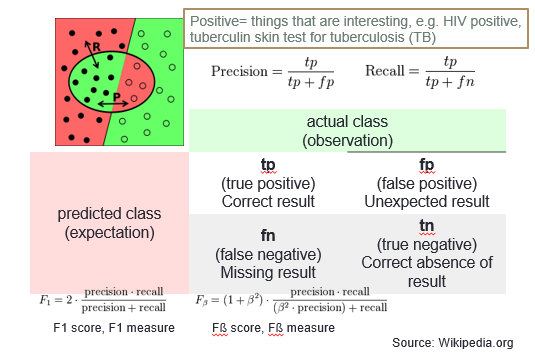 Positive= things that are interesting, e.g. HIV positive,
tuberculin skin test for tuberculosis (TB)
R
P
Precision = tp / tp + fp
Recall = tp / tp + fn
actual class
(observation)
predicted class
(expectation)
tp
(true positive)
Correct result
fp
(false positive)
Unexpected result
fn
(false negative)
Missing result
tn
(true negative)
Correct absence of
result
F1 = 2 · precision · recall / precision + recall
Fβ = (1 + β²) · precision · recall / (β² · precision) + recall
F1 score, F1 measure
Fß score, Fß measure
Source: Wikipedia.org